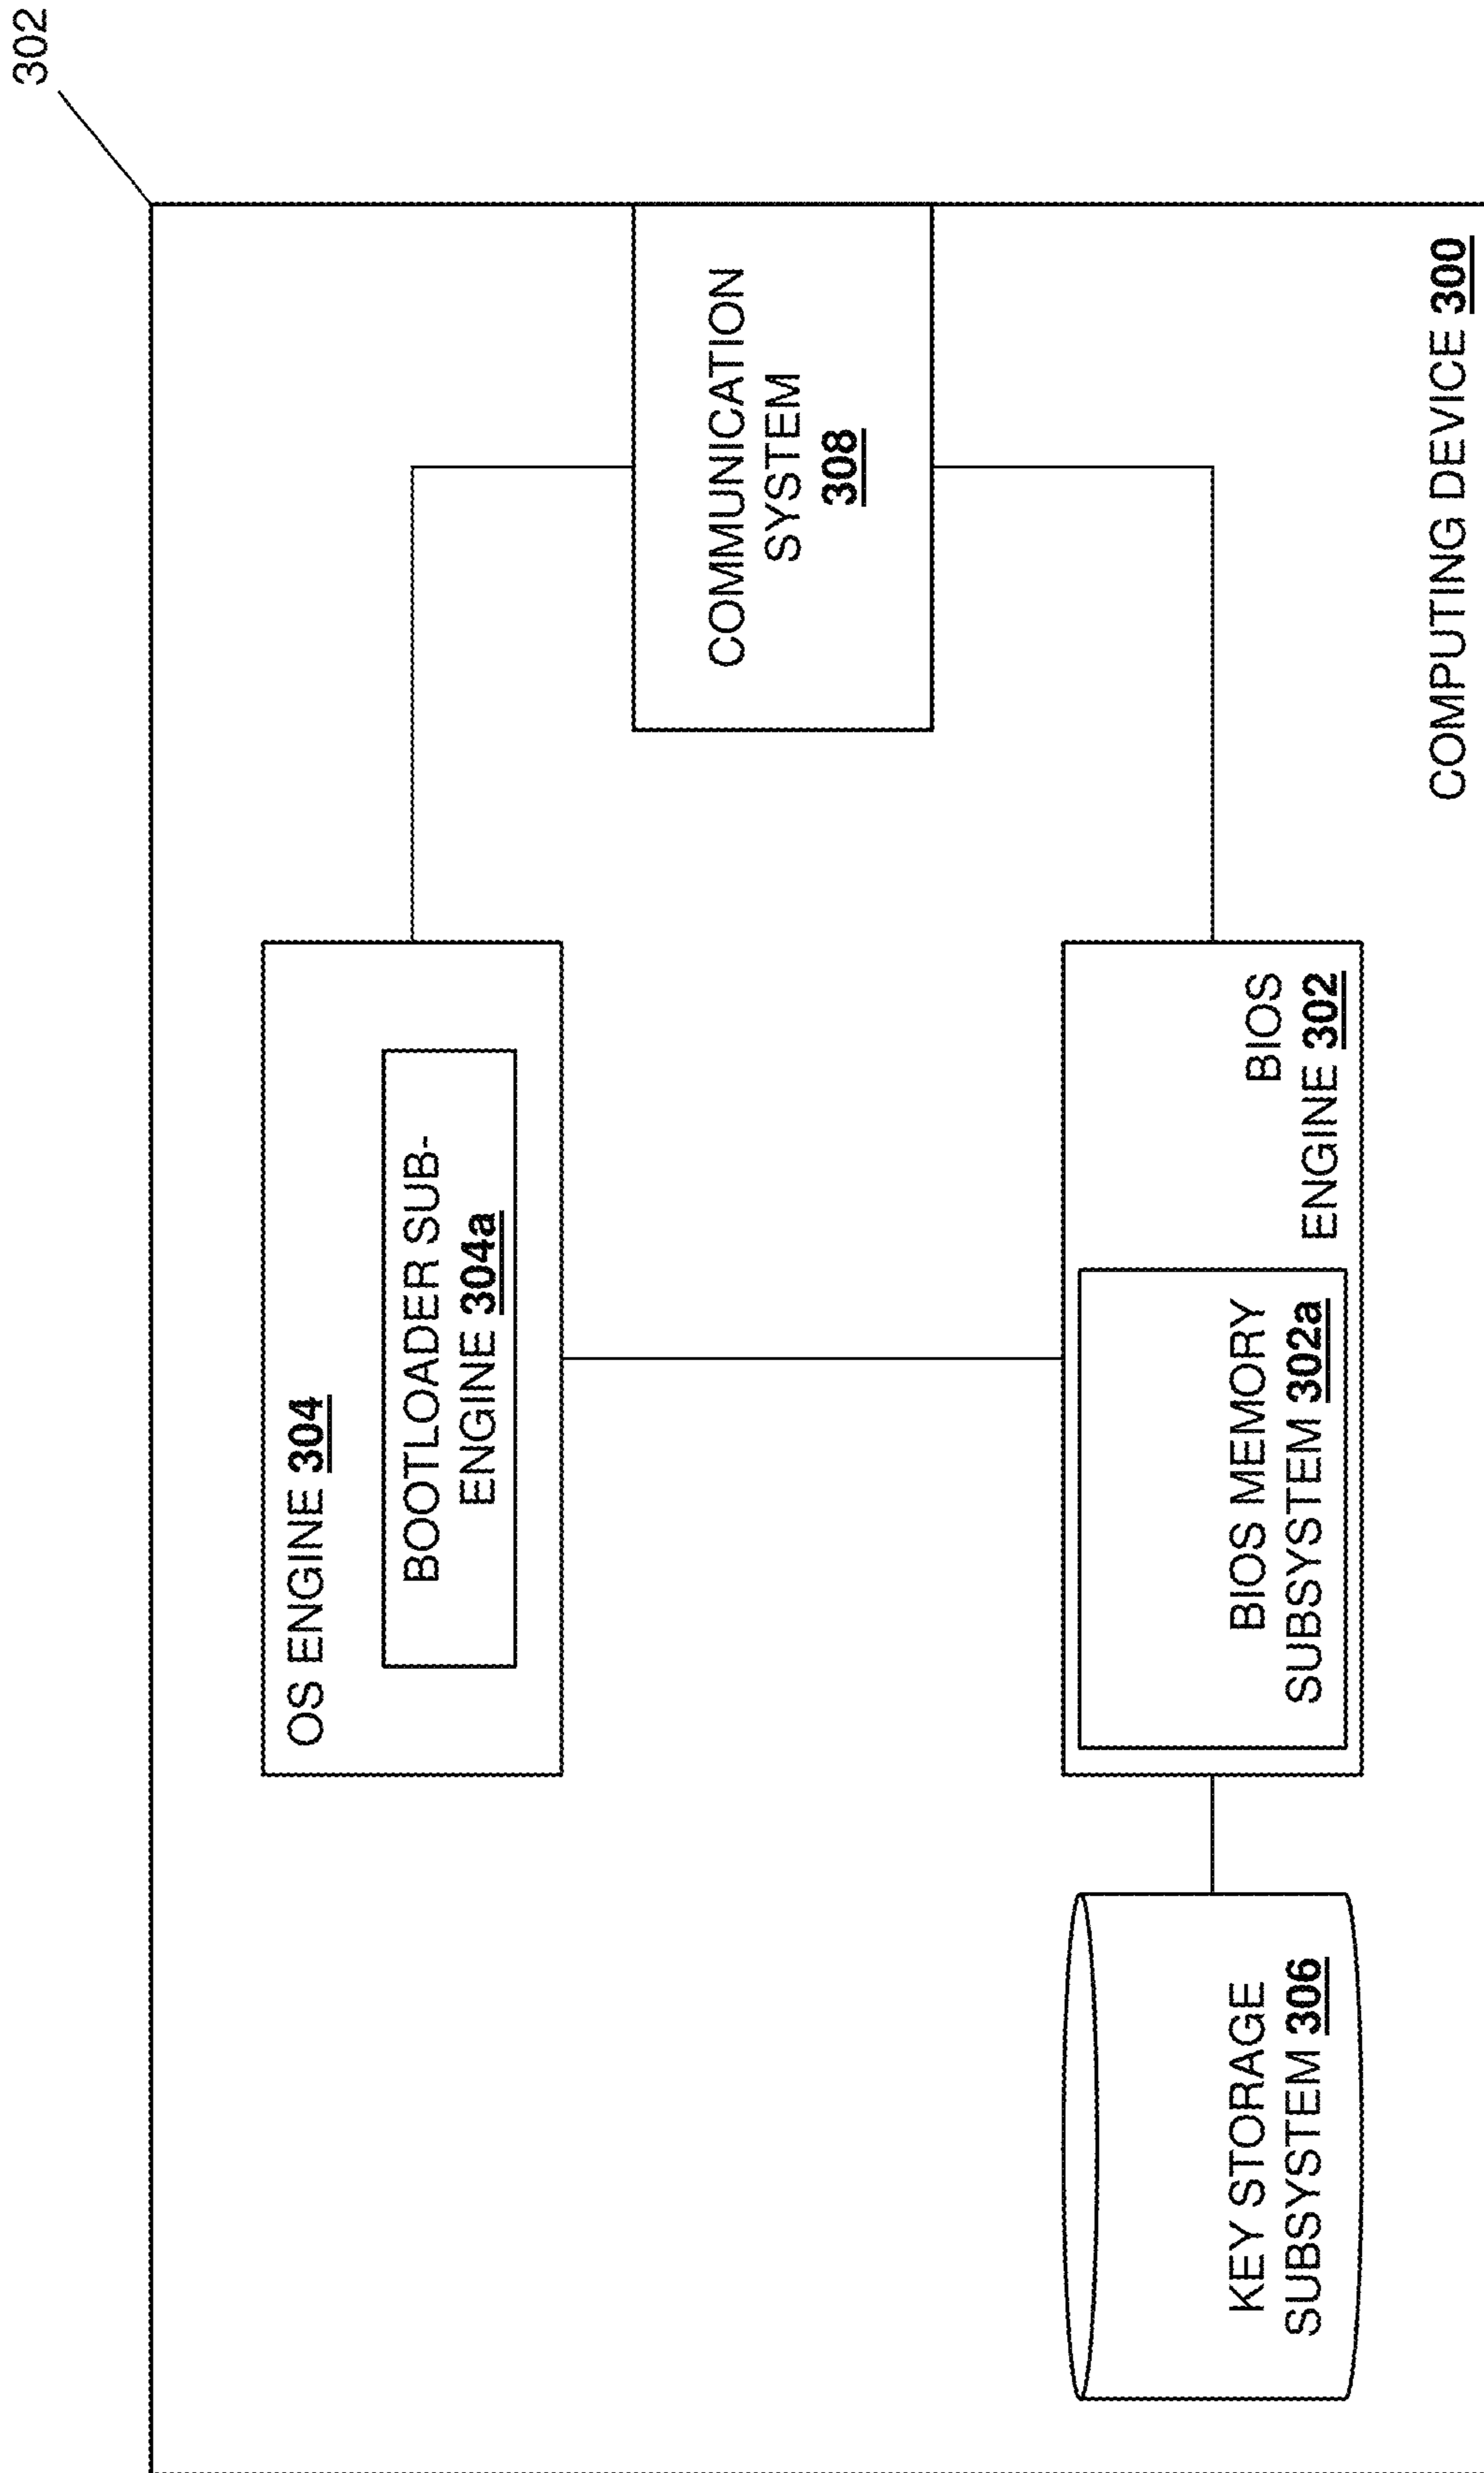 302
OS ENGINE 304
BOOTLOADER SUB-
ENGINE 304a
COMMUNICATION
SYSTEM
308
KEY STORAGE
SUBSYSTEM 306
BIOS MEMORY
SUBSYSTEM 302a
BIOS
ENGINE 302
COMPUTING DEVICE 300